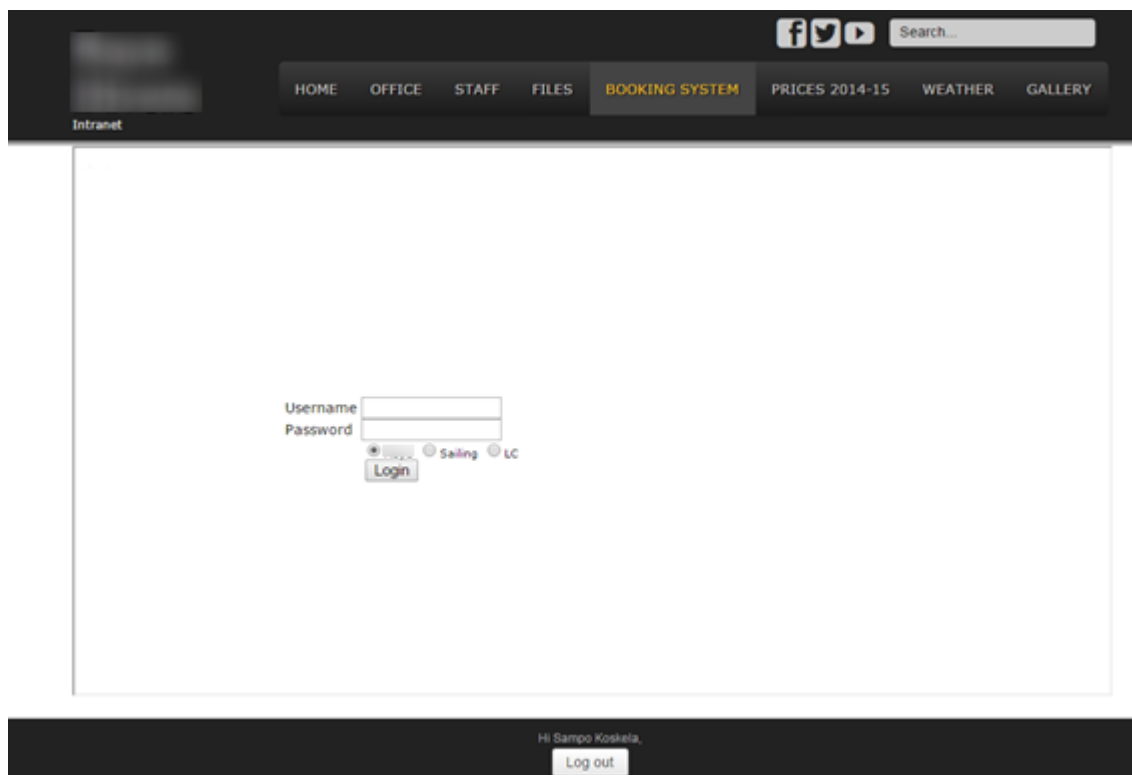 Search...
HOME OFFICE STAFF FILES BOOKING SYSTEM PRICES 2014-15 WEATHER GALLERY
Intranet
Username
Password
Sailing LC
Login
Hi Sampo Koskela,
Log out